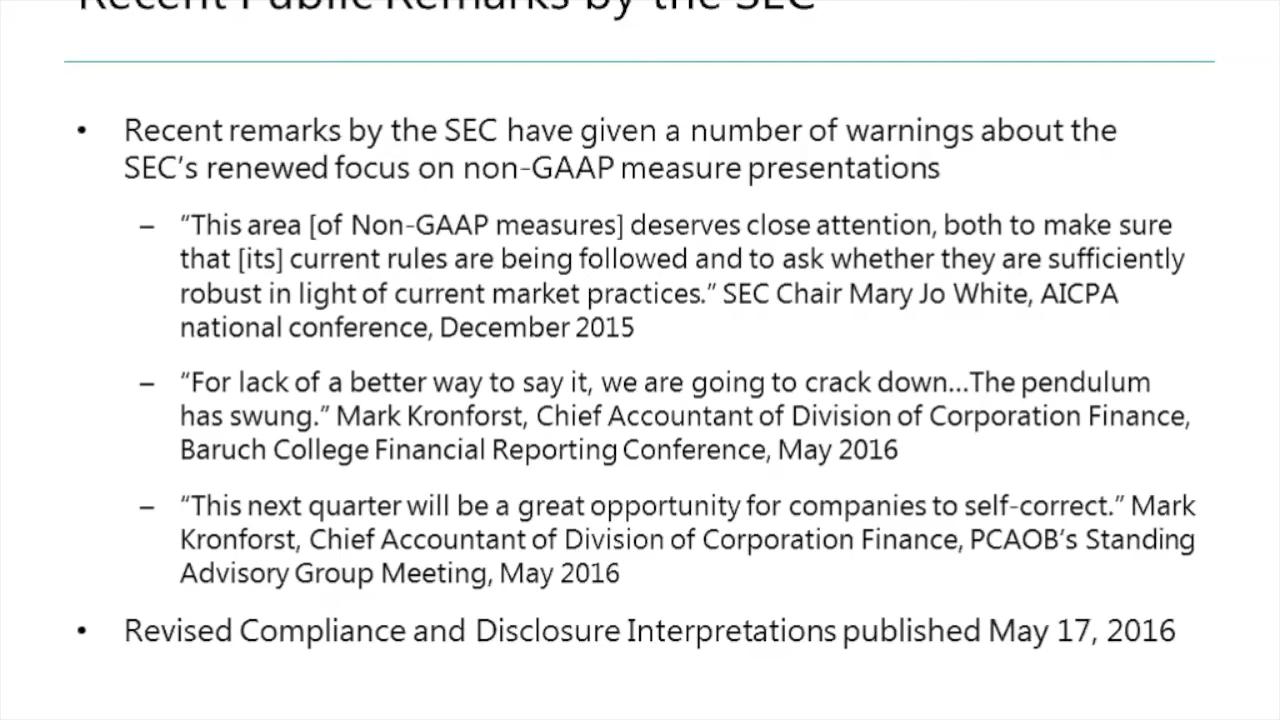 Recent Public Remarks by the SEC
• Recent remarks by the SEC have given a number of warnings about the
SEC’s renewed focus on non-GAAP measure presentations
– “This area [of Non-GAAP measures] deserves close attention, both to make sure
that [its] current rules are being followed and to ask whether they are sufficiently
robust in light of current market practices.” SEC Chair Mary Jo White, AICPA
national conference, December 2015
– “For lack of a better way to say it, we are going to crack down...The pendulum
has swung.” Mark Kronforst, Chief Accountant of Division of Corporation Finance,
Baruch College Financial Reporting Conference, May 2016
– “This next quarter will be a great opportunity for companies to self-correct.” Mark
Kronforst, Chief Accountant of Division of Corporation Finance, PCAOB’s Standing
Advisory Group Meeting, May 2016
• Revised Compliance and Disclosure Interpretations published May 17, 2016